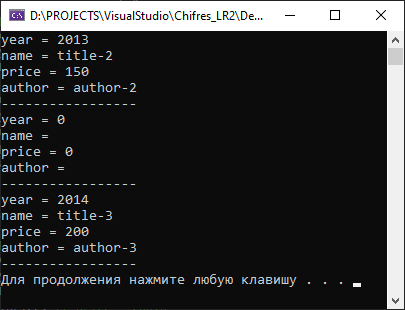 D:\PROJECTS\VisualStudio\Chifres_LR2\De...
year = 2013
name = title-2
price = 150
author = author-2
-----------------
year = 0
name =
price = 0
author =
-----------------
year = 2014
name = title-3
price = 200
author = author-3
-----------------
Для продолжения нажмите любую клавишу . . .